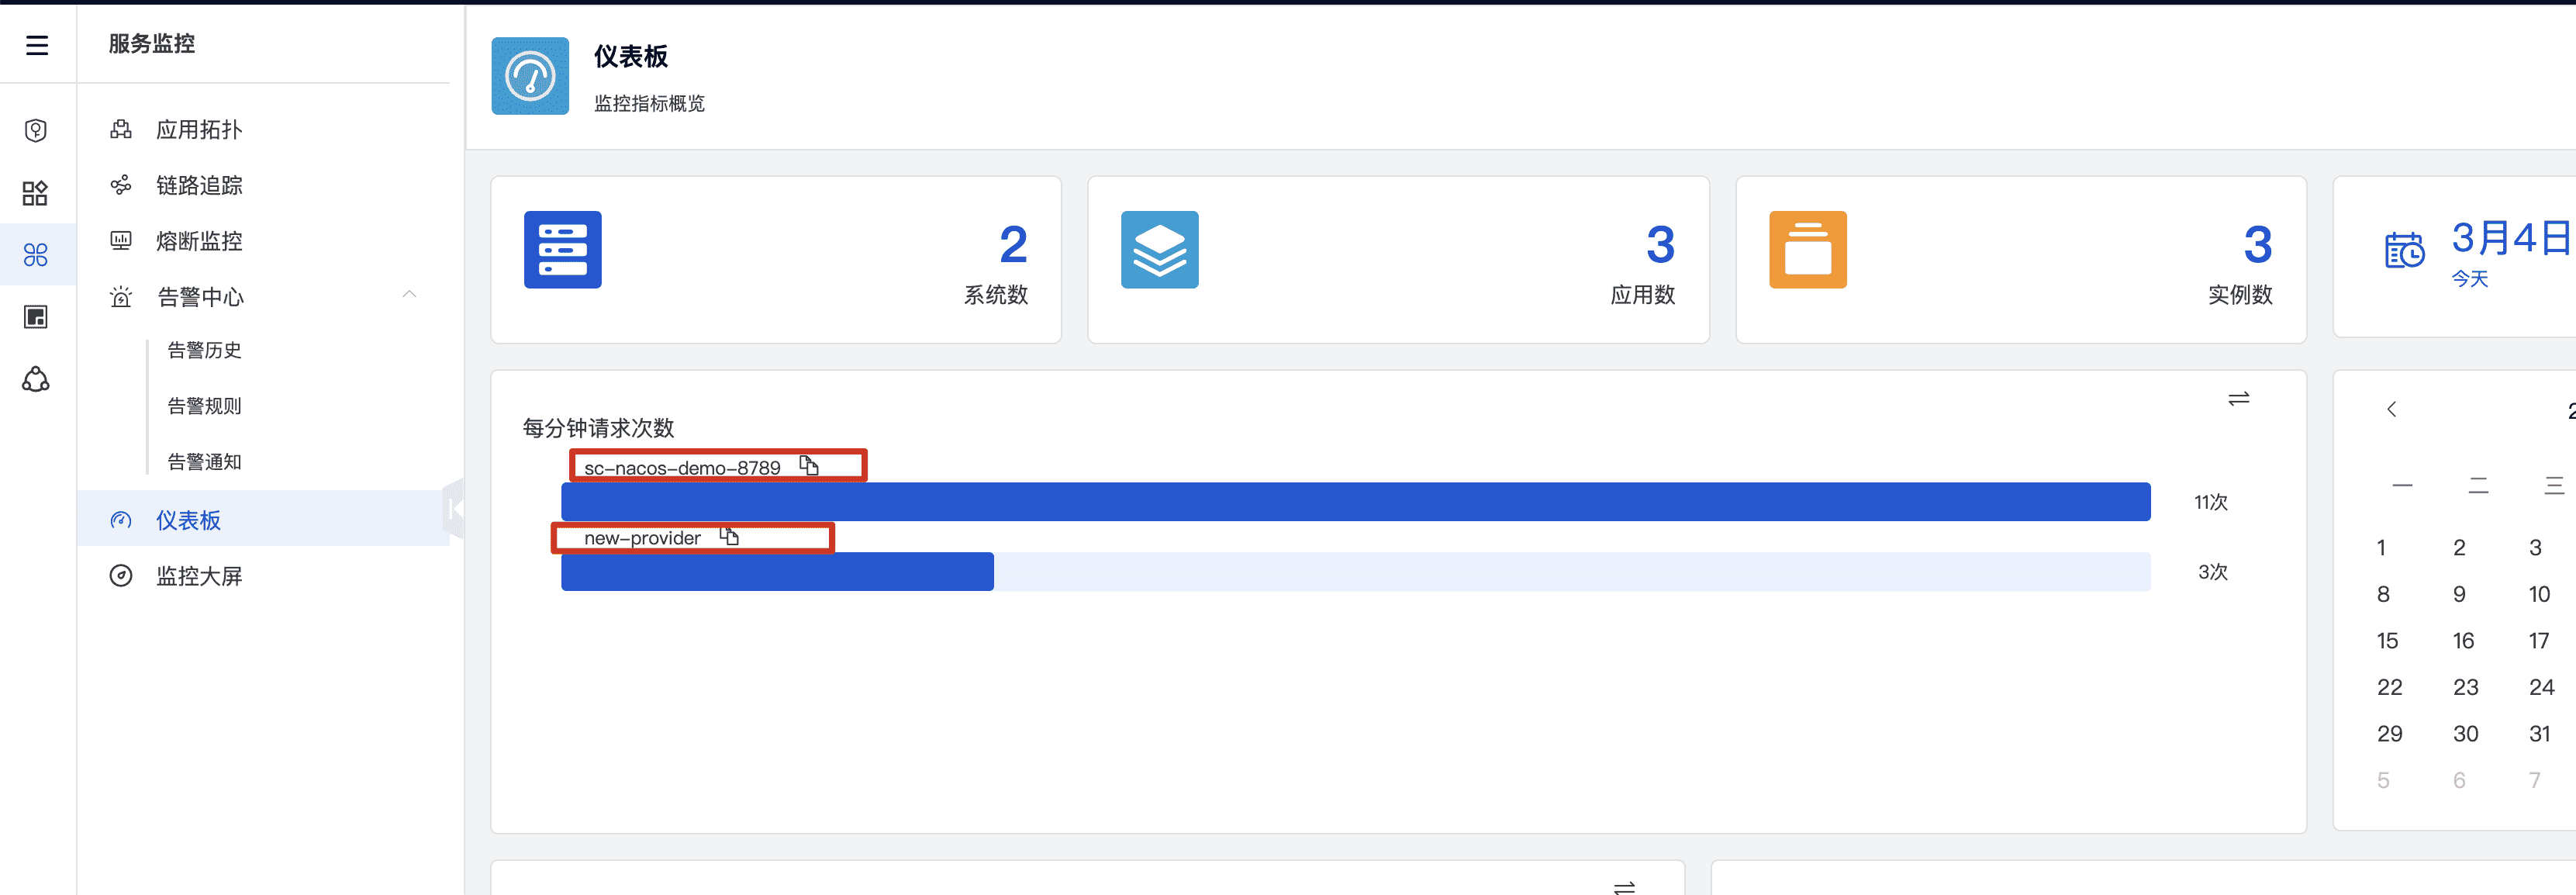 服务监控
应用拓扑
链路追踪
熔断监控
告警中心
告警历史
告警规则
告警通知
仪表板
监控大屏
仪表板
监控指标概览
2
系统数
3
应用数
3
实例数
3月4日
今天
每分钟请求次数
sc-nacos-demo-8789
11次
new-provider
3次
2
一 二 三
1 2 3
8 9 10
15 16 17
22 23 24
29 30 31
5 6 7